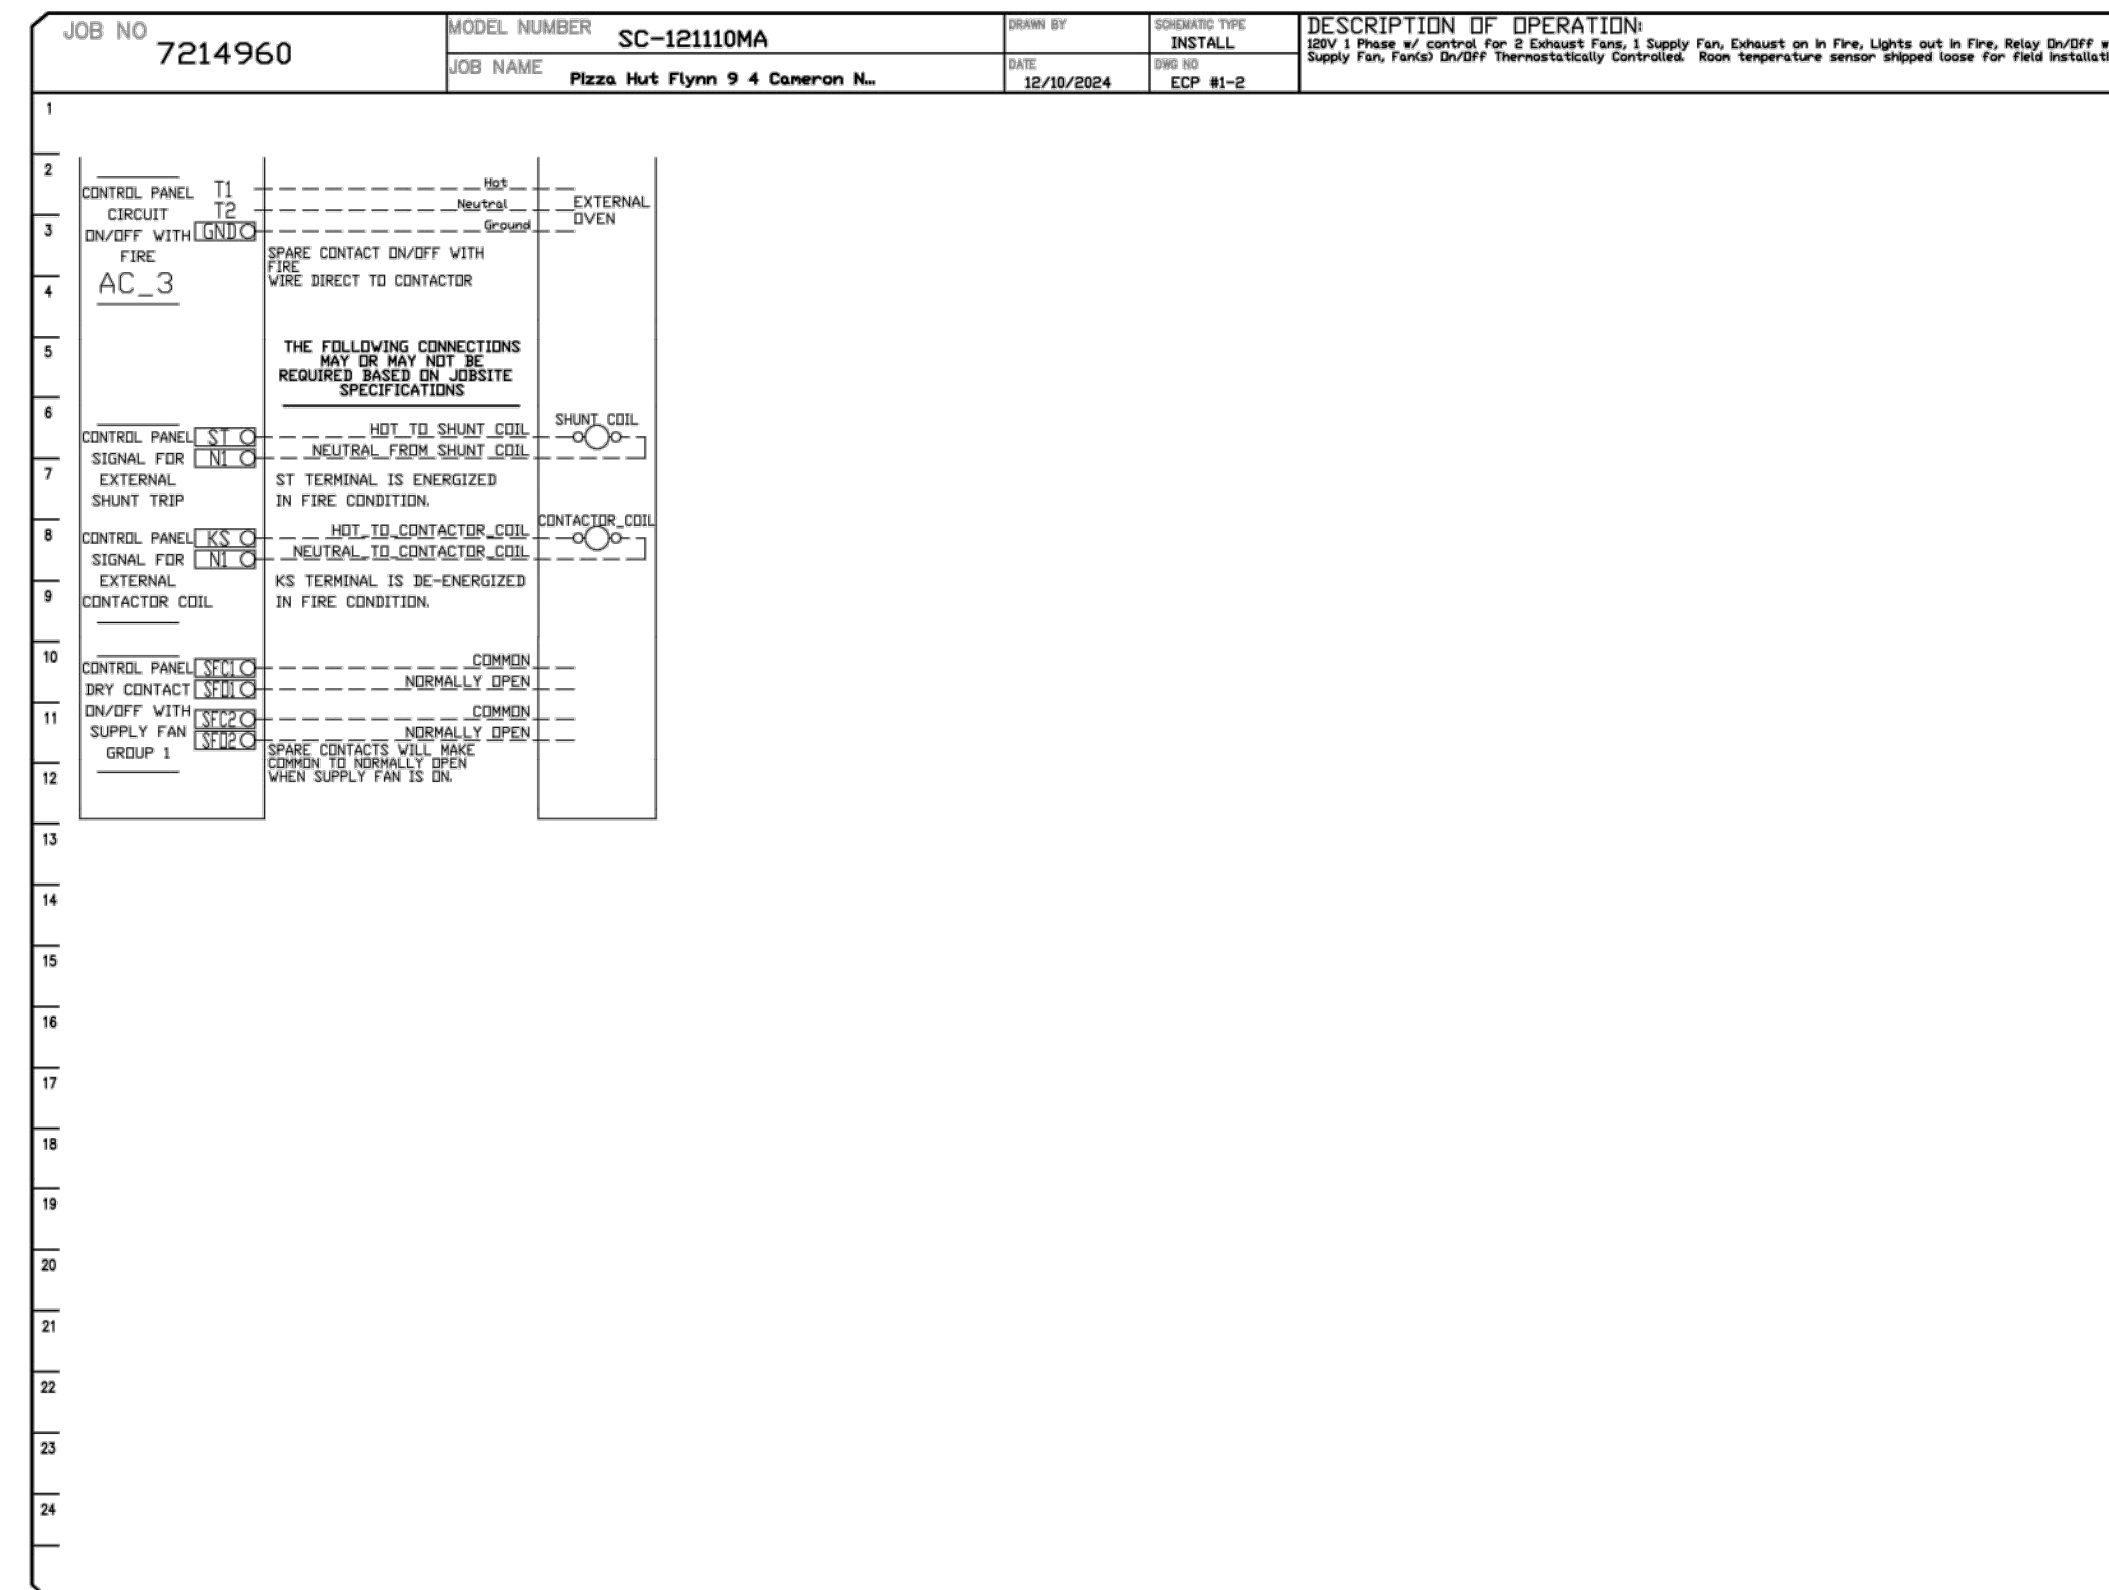 JOB NO
7214960
MODEL NUMBER
SC-121110MA
JOB NAME
Pizza Hut Flynn 9 4 Cameron N...
DRAWN BY
DATE
12/10/2024
SCHEMATIC TYPE
INSTALL
DWG NO
ECP #1-2
DESCRIPTION OF OPERATION:
120V 1 Phase w/ control for 2 Exhaust Fans, 1 Supply Fan, Exhaust on in Fire, Lights out in Fire, Relay On/Off w
Supply Fan, Fan(s) On/Off Thermostatically Controlled. Room temperature sensor shipped loose for field installati
1
2
3
4
5
6
7
8
9
10
11
12
13
14
15
16
17
18
19
20
21
22
23
24
CONTROL PANEL
CIRCUIT
ON/OFF WITH
FIRE
AC_3
T1
T2
GND
Hot
Neutral
Ground
EXTERNAL
OVEN
SPARE CONTACT ON/OFF WITH
FIRE
WIRE DIRECT TO CONTACTOR
THE FOLLOWING CONNECTIONS
MAY OR MAY NOT BE
REQUIRED BASED ON JOBSITE
SPECIFICATIONS
CONTROL PANEL
SIGNAL FOR
EXTERNAL
SHUNT TRIP
ST
N1
HOT TO SHUNT COIL
NEUTRAL FROM SHUNT COIL
SHUNT COIL
ST TERMINAL IS ENERGIZED
IN FIRE CONDITION.
CONTROL PANEL
SIGNAL FOR
EXTERNAL
CONTACTOR COIL
KS
N1
HOT TO CONTACTOR COIL
NEUTRAL TO CONTACTOR COIL
CONTACTOR COIL
KS TERMINAL IS DE-ENERGIZED
IN FIRE CONDITION.
CONTROL PANEL
DRY CONTACT
ON/OFF WITH
SUPPLY FAN
GROUP 1
SFC1
SFO1
SFC2
SFO2
COMMON
NORMALLY OPEN
COMMON
NORMALLY OPEN
SPARE CONTACTS WILL MAKE
COMMON TO NORMALLY OPEN
WHEN SUPPLY FAN IS ON.